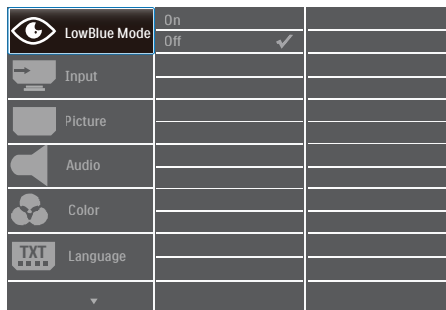 LowBlue Mode
On
Off
Input
Picture
Audio
Color
TXT
Language